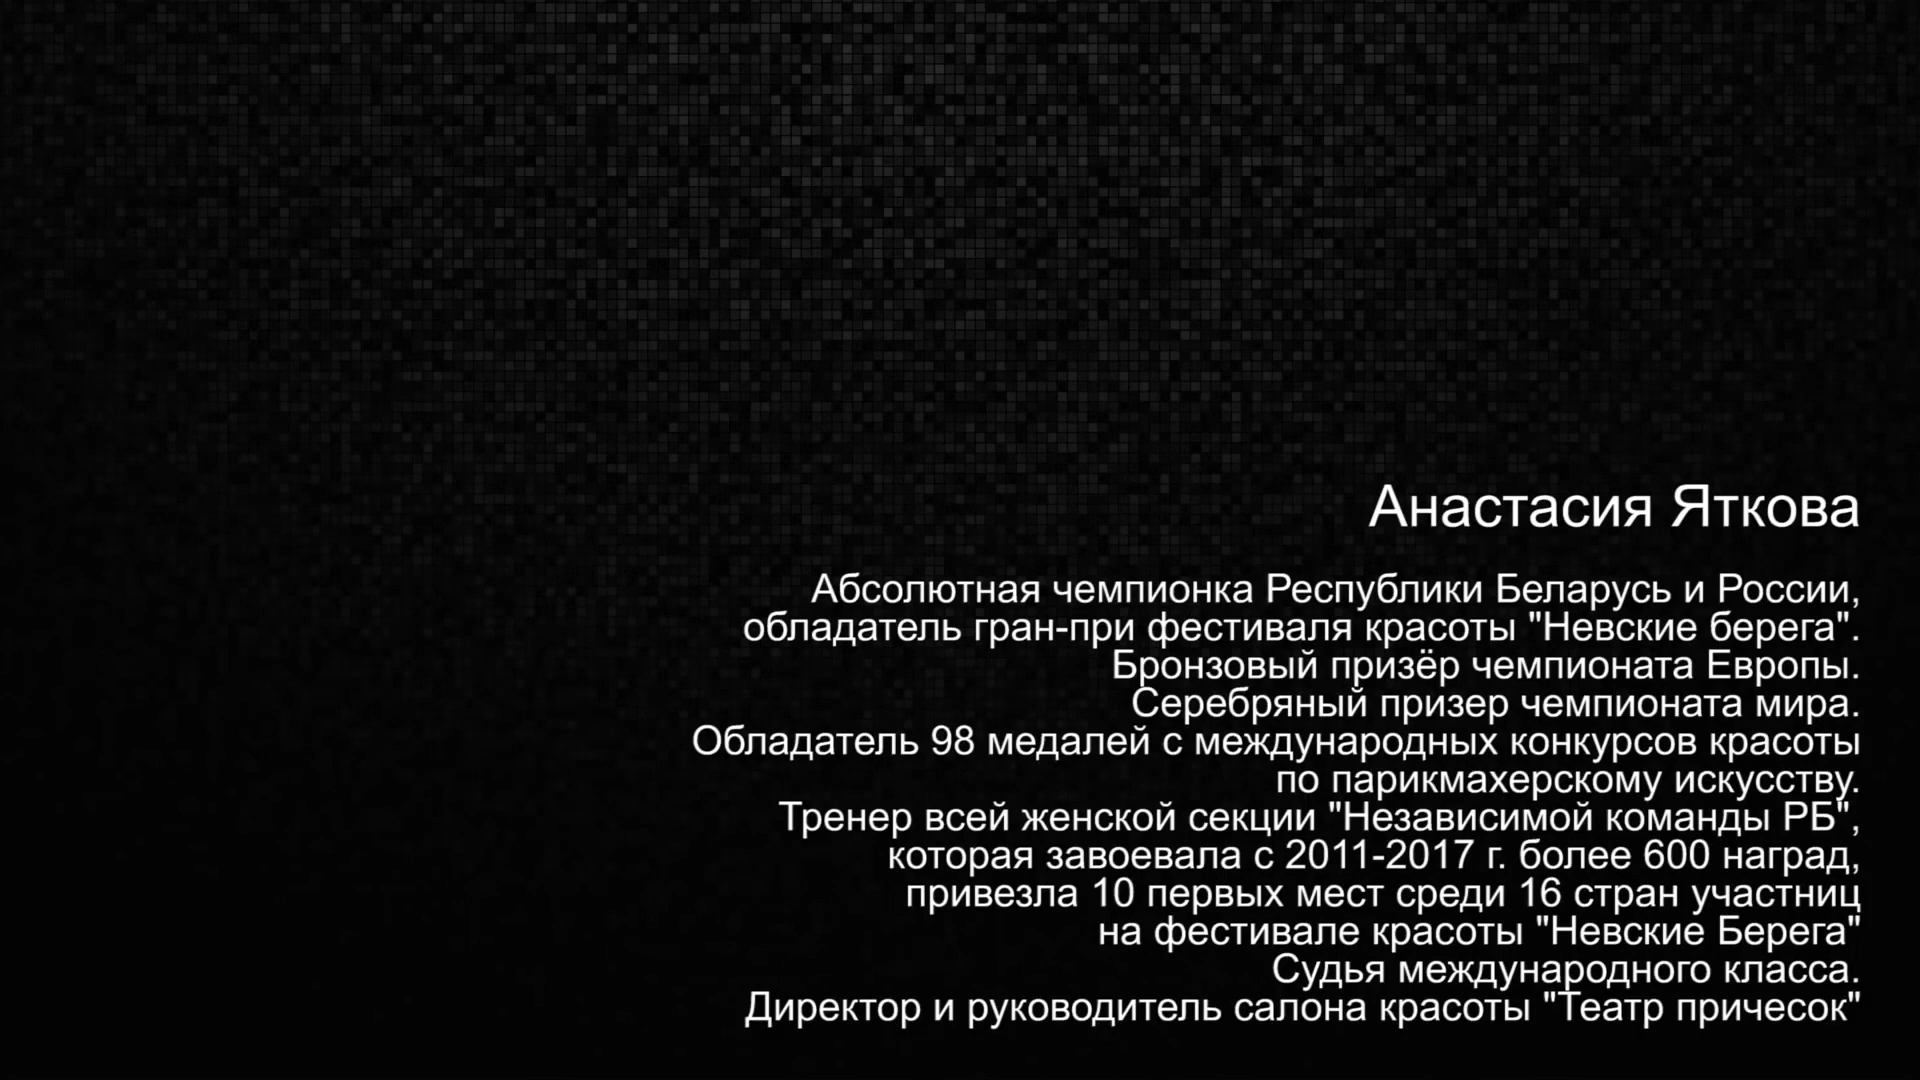 Анастасия Яткова
Абсолютная чемпионка Республики Беларусь и России,
обладатель гран-при фестиваля красоты "Невские берега".
Бронзовый призёр чемпионата Европы.
Серебряный призер чемпионата мира.
Обладатель 98 медалей с международных конкурсов красоты
по парикмахерскому искусству.
Тренер всей женской секции "Независимой команды РБ",
которая завоевала с 2011-2017 г. более 600 наград,
привезла 10 первых мест среди 16 стран участниц
на фестивале красоты "Невские Берега"
Судья международного класса.
Директор и руководитель салона красоты "Театр причесок"